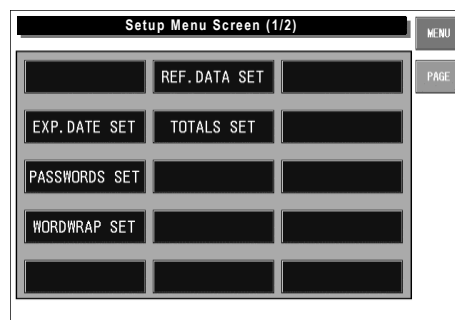 Setup Menu Screen (1/2)
MENU
PAGE
REF.DATA SET
EXP.DATE SET TOTALS SET
PASSWORDS SET
WORDWRAP SET